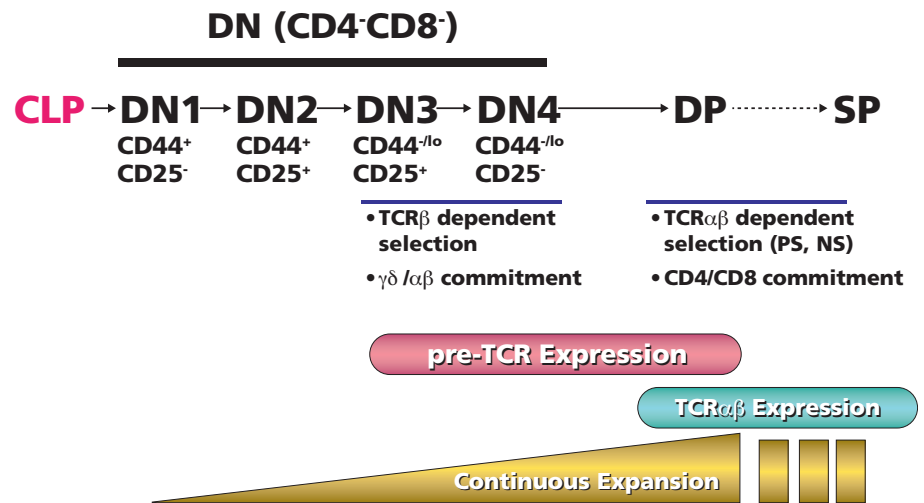 DN (CD4⁻CD8⁻)
CLP DN1 DN2 DN3 DN4 DP SP
CD44⁺ CD44⁺ CD44⁻/ˡᵒ CD44⁻/ˡᵒ
CD25⁻ CD25⁺ CD25⁺ CD25⁻
• TCRβ dependent
selection
• γδ /αβ commitment
• TCRαβ dependent
selection (PS, NS)
• CD4/CD8 commitment
pre-TCR Expression
TCRαβ Expression
Continuous Expansion